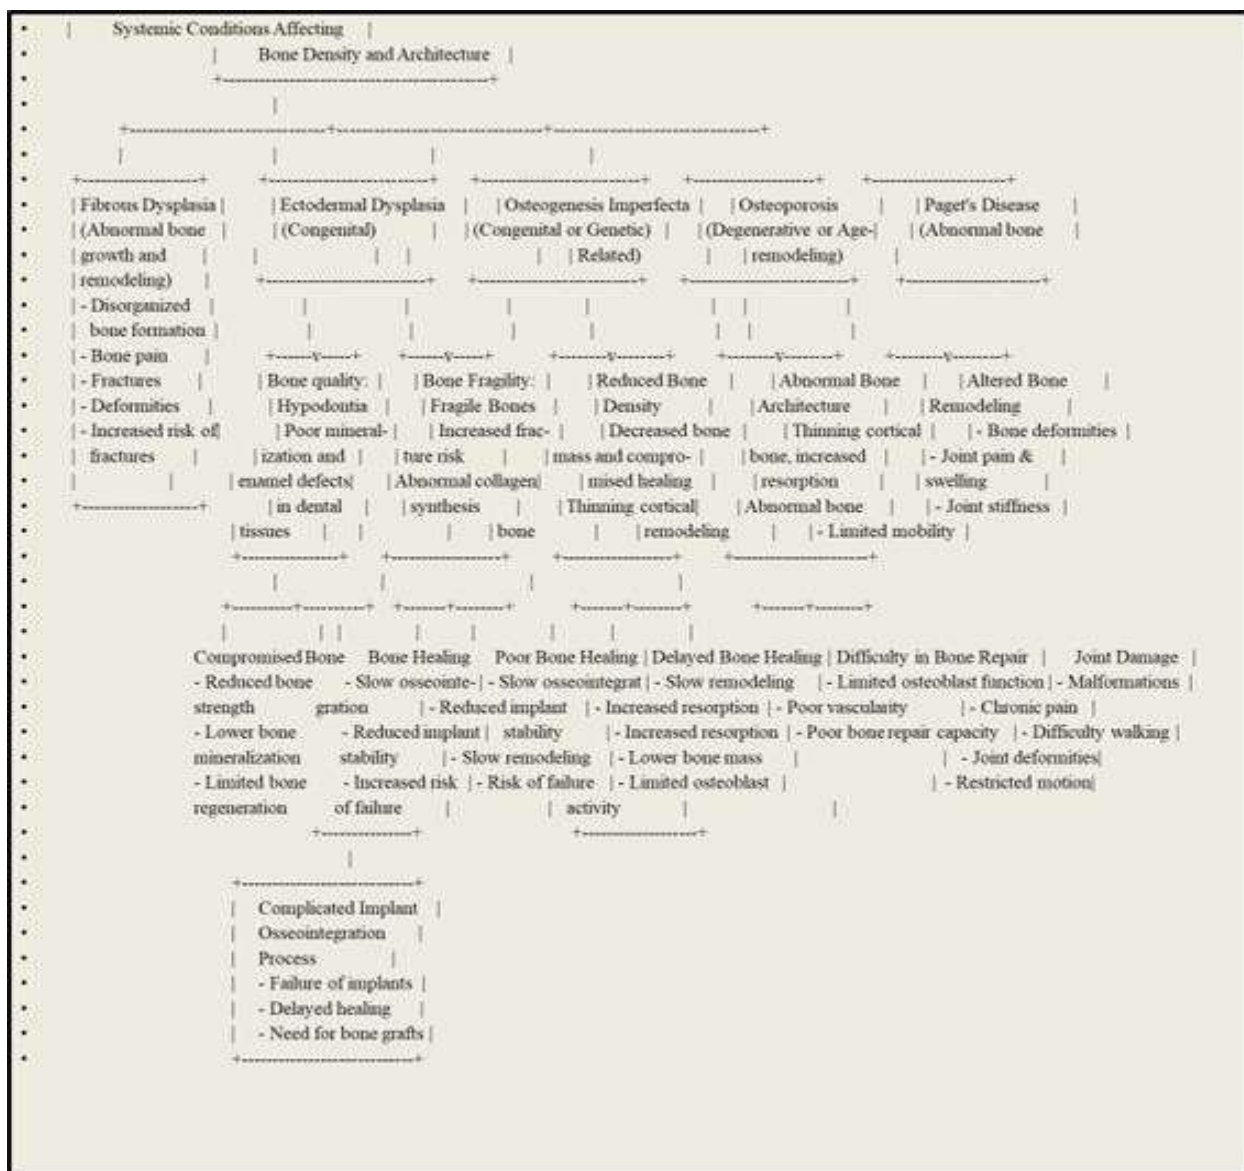 • | Systemic Conditions Affecting |
• | Bone Density and Architecture |
• +---------------------------------------------+
• |
• +---------------------------------+-----------------------------------+-----------------------------------+
• | | | |
• +--------------------+ +----------------------------+ +----------------------------+ +---------------------+ +-----------------------+
• | Fibrous Dysplasia | | Ectodermal Dysplasia | | Osteogenesis Imperfecta | | Osteoporosis | | Paget's Disease |
• | (Abnormal bone | (Congenital) | | (Congenital or Genetic) | | (Degenerative or Age-| | (Abnormal bone |
• | growth and | | | | | | Related) | | remodeling) |
• | remodeling) | +----------------------------+ +----------------------------+ +-----------------------+ +-----------------------+
• | - Disorganized | | | | | | | |
• | bone formation | | | | | | | |
• | - Bone pain | +------v-----+ +------v-----+ +--------v--------+ +--------v--------+ +--------v--------+
• | - Fractures | | Bone quality: | | Bone Fragility: | | Reduced Bone | | Abnormal Bone | | Altered Bone |
• | - Deformities | | Hypodontia | | Fragile Bones | | Density | | Architecture | | Remodeling |
• | - Increased risk of| | Poor mineral- | | Increased frac- | | Decreased bone | | Thinning cortical | | - Bone deformities |
• | fractures | | ization and | | ture risk | mass and compro- | | bone, increased | | - Joint pain & |
• | | | enamel defects| | Abnormal collagen| | mised healing | | resorption | swelling |
• +--------------------+ | in dental | | synthesis | | Thinning cortical| | Abnormal bone | | - Joint stiffness |
• | tissues | | | | bone | | remodeling | | - Limited mobility |
• +-----------------+ +--------------------+ +--------------------+ +-----------------------+
• | | | |
• +----------+----------+ +-------+--------+ +-------+-------+ +-------+--------+
• | | | | | | | |
• Compromised Bone Bone Healing Poor Bone Healing | Delayed Bone Healing | Difficulty in Bone Repair | Joint Damage |
• - Reduced bone - Slow osseointe-| - Slow osseointegrat | - Slow remodeling | - Limited osteoblast function | - Malformations |
• strength gration | - Reduced implant | - Increased resorption | - Poor vascularity | - Chronic pain |
• - Lower bone - Reduced implant | stability | - Increased resorption | - Poor bone repair capacity | - Difficulty walking |
• mineralization stability | - Slow remodeling | - Lower bone mass | | - Joint deformities|
• - Limited bone - Increased risk | - Risk of failure | - Limited osteoblast | | - Restricted motion|
• regeneration of failure | | activity | |
• +----------------+ +--------------------+
• |
• +-----------------------------+
• | Complicated Implant |
• | Osseointegration |
• | Process |
• | - Failure of implants |
• | - Delayed healing |
• | - Need for bone grafts |
• +-----------------------------+